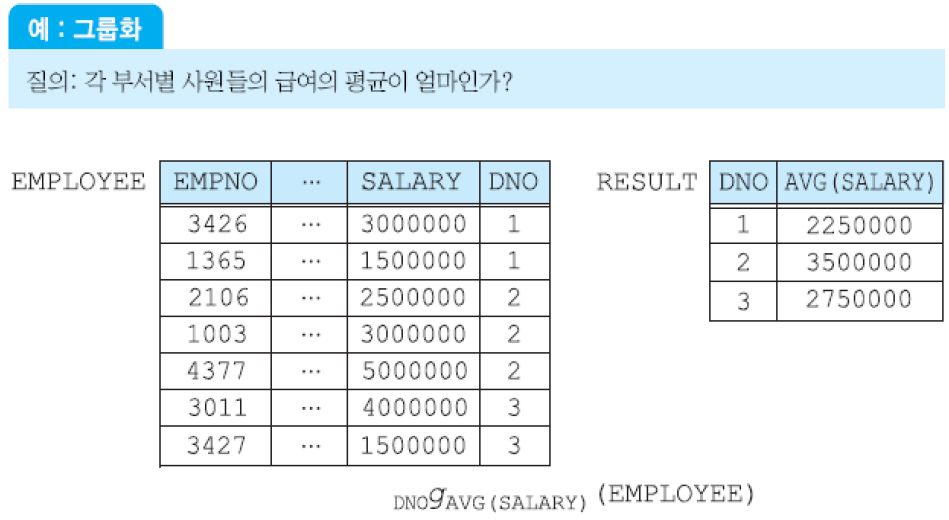 예 : 그룹화
질의: 각 부서별 사원들의 급여의 평균이 얼마인가?
EMPLOYEE EMPNO … SALARY DNO
3426 … 3000000 1
1365 … 1500000 1
2106 … 2500000 2
1003 … 3000000 2
4377 … 5000000 2
3011 … 4000000 3
3427 … 1500000 3
RESULT DNO AVG(SALARY)
1 2250000
2 3500000
3 2750000
DNO g AVG(SALARY) (EMPLOYEE)